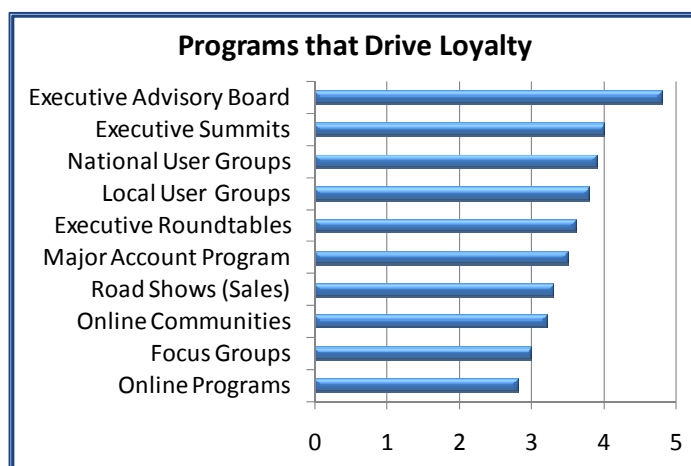 Programs that Drive Loyalty
Executive Advisory Board
Executive Summits
National User Groups
Local User Groups
Executive Roundtables
Major Account Program
Road Shows (Sales)
Online Communities
Focus Groups
Online Programs
0 1 2 3 4 5